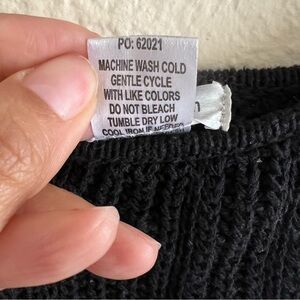 PO: 62021
MACHINE WASH COLD
GENTLE CYCLE
WITH LIKE COLORS
DO NOT BLEACH
TUMBLE DRY LOW
COOL IRON IF NEEDED